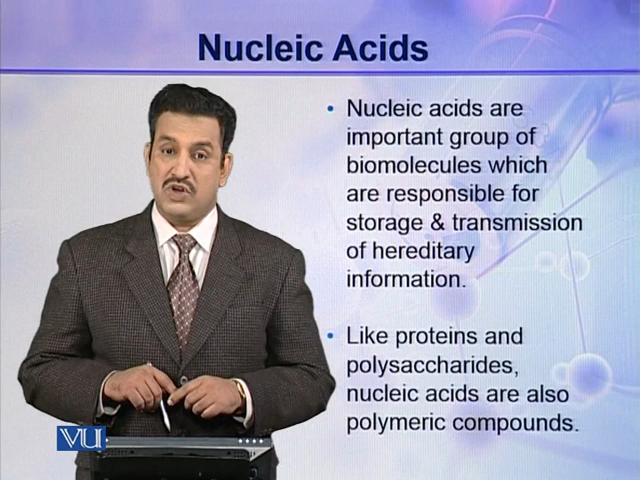 Nucleic Acids
• Nucleic acids are
important group of
biomolecules which
are responsible for
storage & transmission
of hereditary
information.
• Like proteins and
polysaccharides,
nucleic acids are also
polymeric compounds.
VU